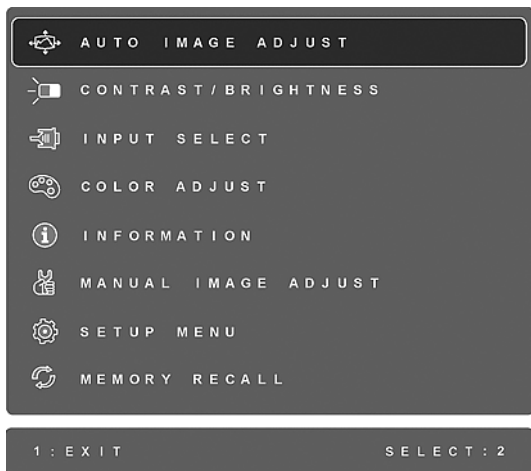 AUTO IMAGE ADJUST
CONTRAST/BRIGHTNESS
INPUT SELECT
COLOR ADJUST
INFORMATION
MANUAL IMAGE ADJUST
SETUP MENU
MEMORY RECALL
1:EXIT SELECT:2